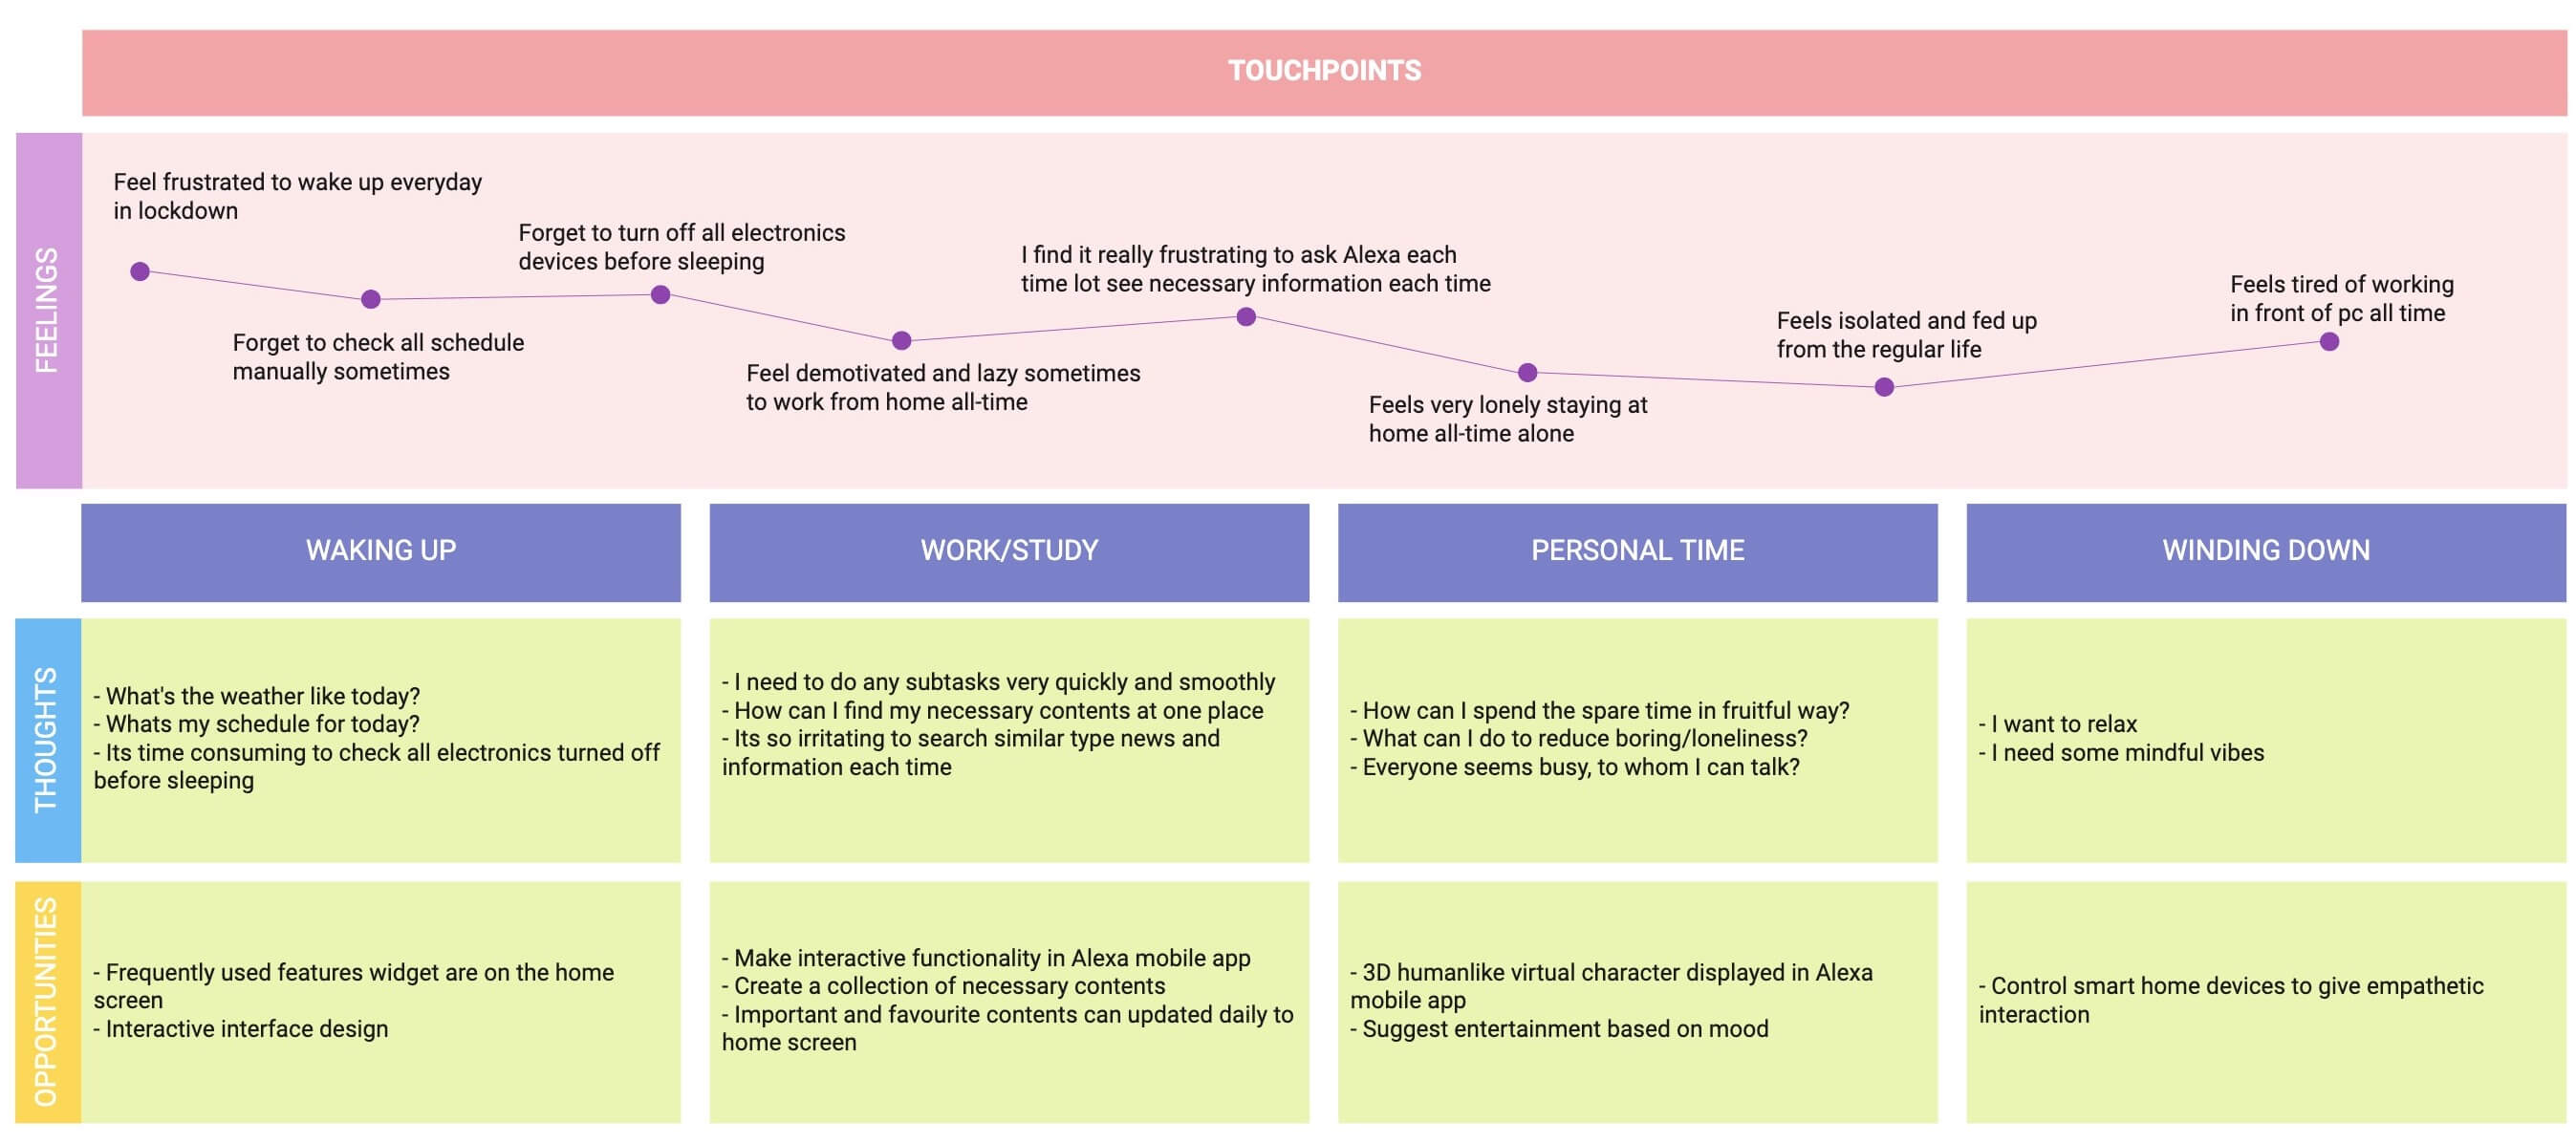 TOUCHPOINTS
FEELINGS
Feel frustrated to wake up everyday
in lockdown
Forget to check all schedule
manually sometimes
Forget to turn off all electronics
devices before sleeping
Feel demotivated and lazy sometimes
to work from home all-time
I find it really frustrating to ask Alexa each
time lot see necessary information each time
Feels very lonely staying at
home all-time alone
Feels isolated and fed up
from the regular life
Feels tired of working
in front of pc all time
WAKING UP
WORK/STUDY
PERSONAL TIME
WINDING DOWN
THOUGHTS
- What's the weather like today?
- Whats my schedule for today?
- Its time consuming to check all electronics turned off
before sleeping
- I need to do any subtasks very quickly and smoothly
- How can I find my necessary contents at one place
- Its so irritating to search similar type news and
information each time
- How can I spend the spare time in fruitful way?
- What can I do to reduce boring/loneliness?
- Everyone seems busy, to whom I can talk?
- I want to relax
- I need some mindful vibes
OPPORTUNITIES
- Frequently used features widget are on the home
screen
- Interactive interface design
- Make interactive functionality in Alexa mobile app
- Create a collection of necessary contents
- Important and favourite contents can updated daily to
home screen
- 3D humanlike virtual character displayed in Alexa
mobile app
- Suggest entertainment based on mood
- Control smart home devices to give empathetic
interaction